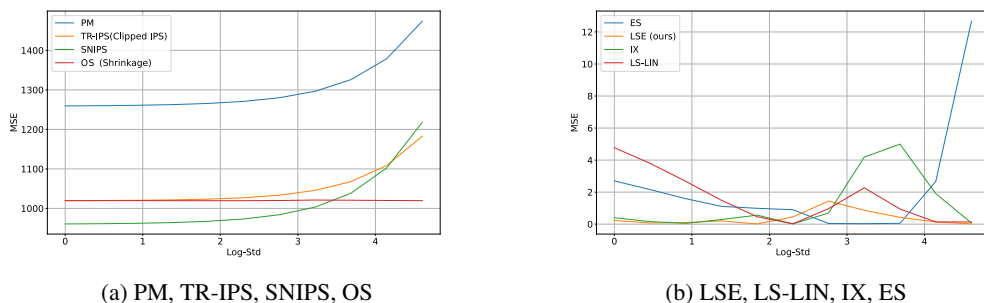 PM
TR-IPS(Clipped IPS)
SNIPS
OS (Shrinkage)
1400
1300
1200
1100
1000
MSE
0 1 2 3 4
Log-Std
(a) PM, TR-IPS, SNIPS, OS
ES
LSE (ours)
IX
LS-LIN
12
10
8
6
4
2
0
MSE
0 1 2 3 4
Log-Std
(b) LSE, LS-LIN, IX, ES